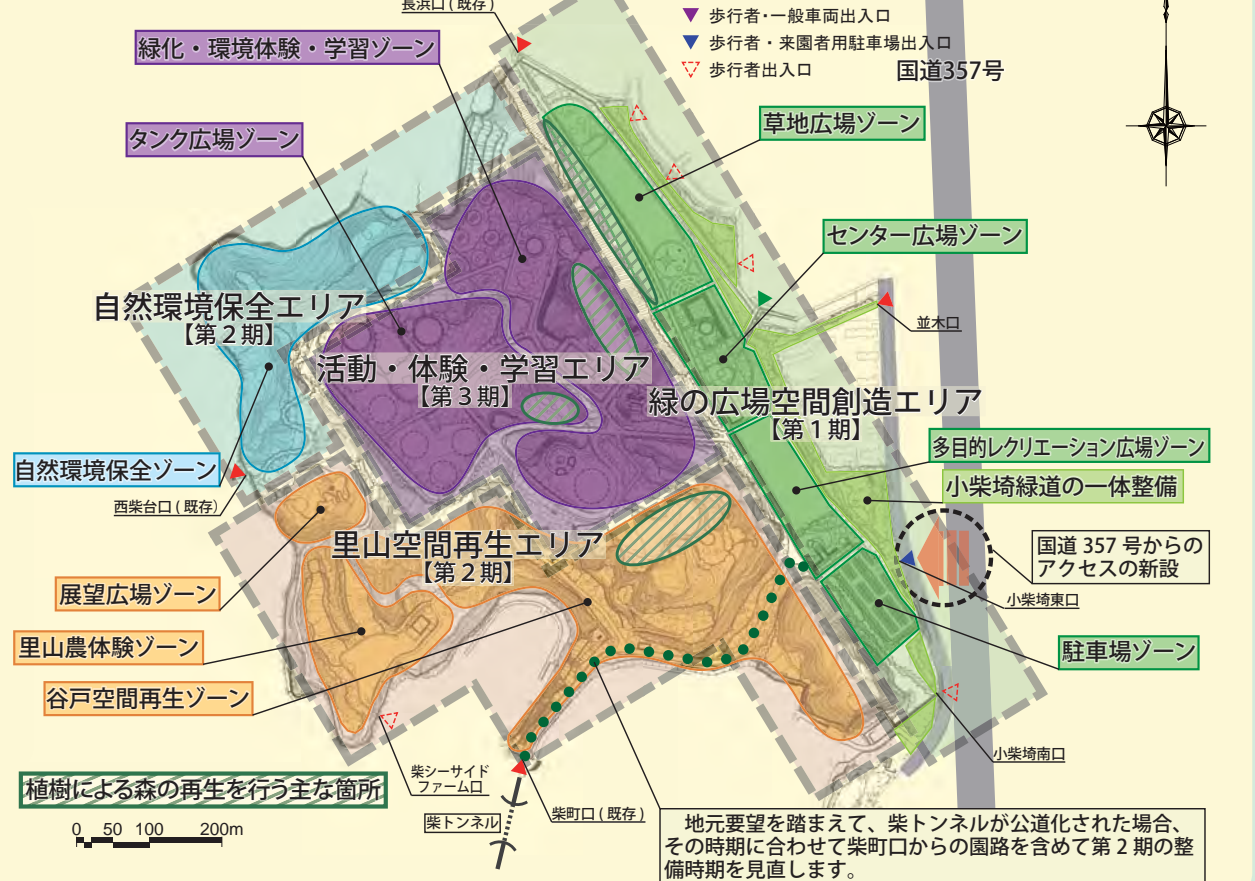 長浜口(既存)
▼ 歩行者・一般車両出入口
▼ 歩行者・来園者用駐車場出入口
▽ 歩行者出入口
国道357号
緑化・環境体験・学習ゾーン
タンク広場ゾーン
草地広場ゾーン
センター広場ゾーン
自然環境保全エリア
【第2期】
並木口
活動・体験・学習エリア
【第3期】
緑の広場空間創造エリア
【第1期】
多目的レクリエーション広場ゾーン
自然環境保全ゾーン
小柴埼緑道の一体整備
西柴台口(既存)
里山空間再生エリア
【第2期】
国道 357 号からの
アクセスの新設
展望広場ゾーン
小柴埼東口
里山農体験ゾーン
駐車場ゾーン
谷戸空間再生ゾーン
小柴埼南口
植樹による森の再生を行う主な箇所
柴シーサイド
ファーム口
0 50 100 200m
柴トンネル
柴町口(既存)
地元要望を踏まえて、柴トンネルが公道化された場合、
その時期に合わせて柴町口からの園路を含めて第2期の整
備時期を見直します。